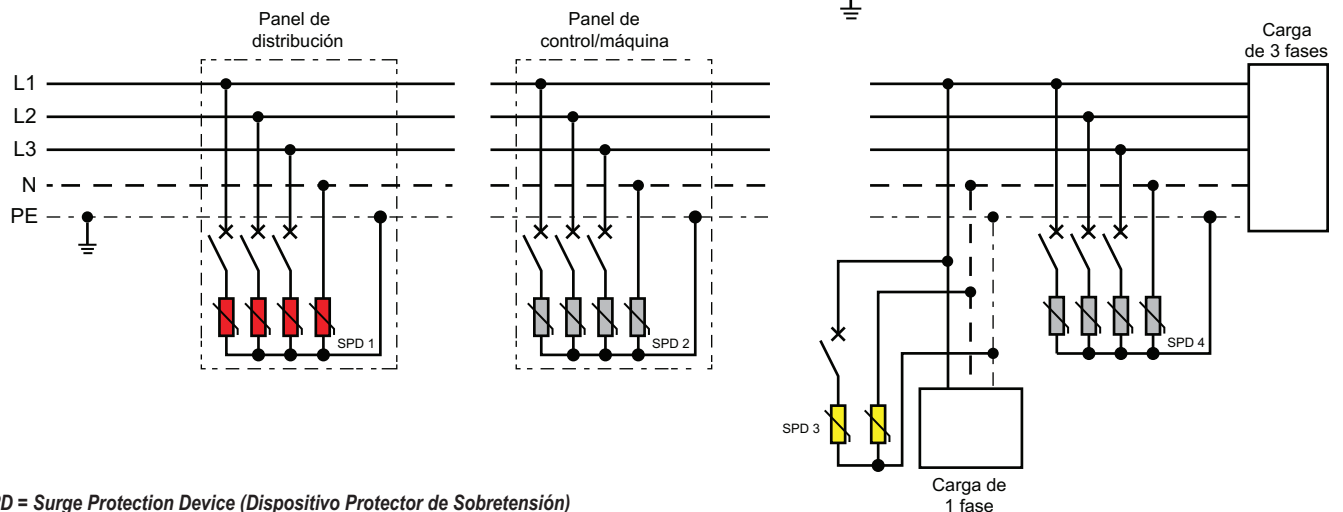 Panel de
distribución
Panel de
control/máquina
Carga
de 3 fases
L1
L2
L3
N
PE
SPD 1
SPD 2
SPD 4
SPD 3
Carga de
1 fase
= Surge Protection Device (Dispositivo Protector de Sobretensión)